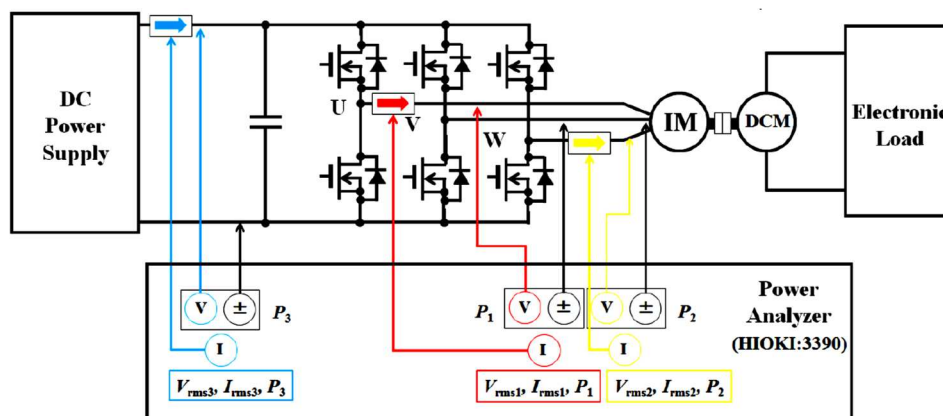 DC
Power
Supply
U
V
W
IM
DCM
Electronic
Load
V
±
P3
I
Vrms3, Irms3, P3
P1
V
±
I
Vrms1, Irms1, P1
V
±
P2
I
Vrms2, Irms2, P2
Power
Analyzer
(HIOKI:3390)